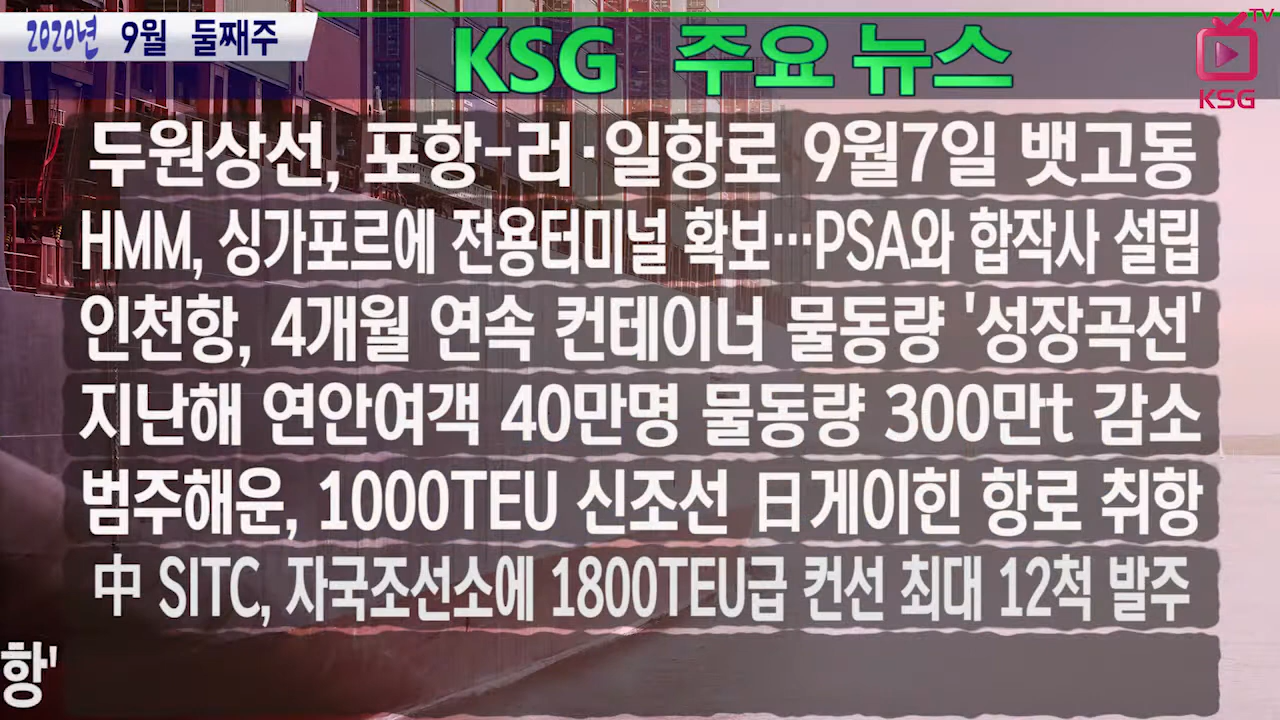 2020년 9월 둘째주
KSG 주요 뉴스
TV
KSG
두원상선, 포항-러·일항로 9월7일 뱃고동
HMM, 싱가포르에 전용터미널 확보…PSA와 합작사 설립
인천항, 4개월 연속 컨테이너 물동량 '성장곡선'
지난해 연안여객 40만명 물동량 300만t 감소
범주해운, 1000TEU 신조선 日게이힌 항로 취항
中 SITC, 자국조선소에 1800TEU급 컨선 최대 12척 발주
항'